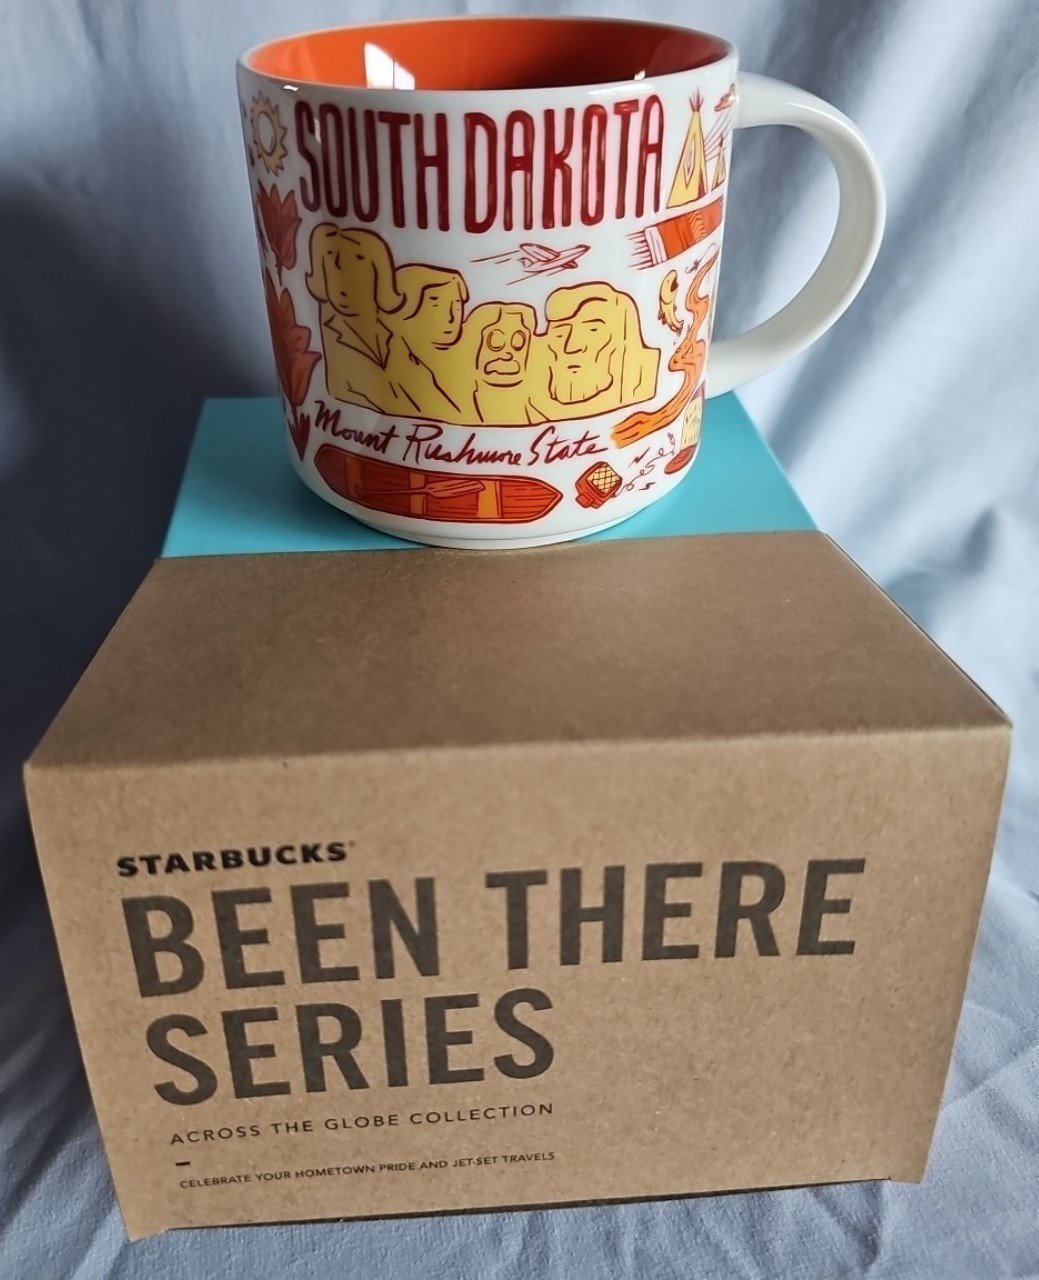 SOUTH DAKOTA
Mount Rushmore State
STARBUCKS
BEEN THERE
SERIES
ACROSS THE GLOBE COLLECTION
CELEBRATE YOUR HOMETOWN PRIDE AND JET-SET TRAVELS